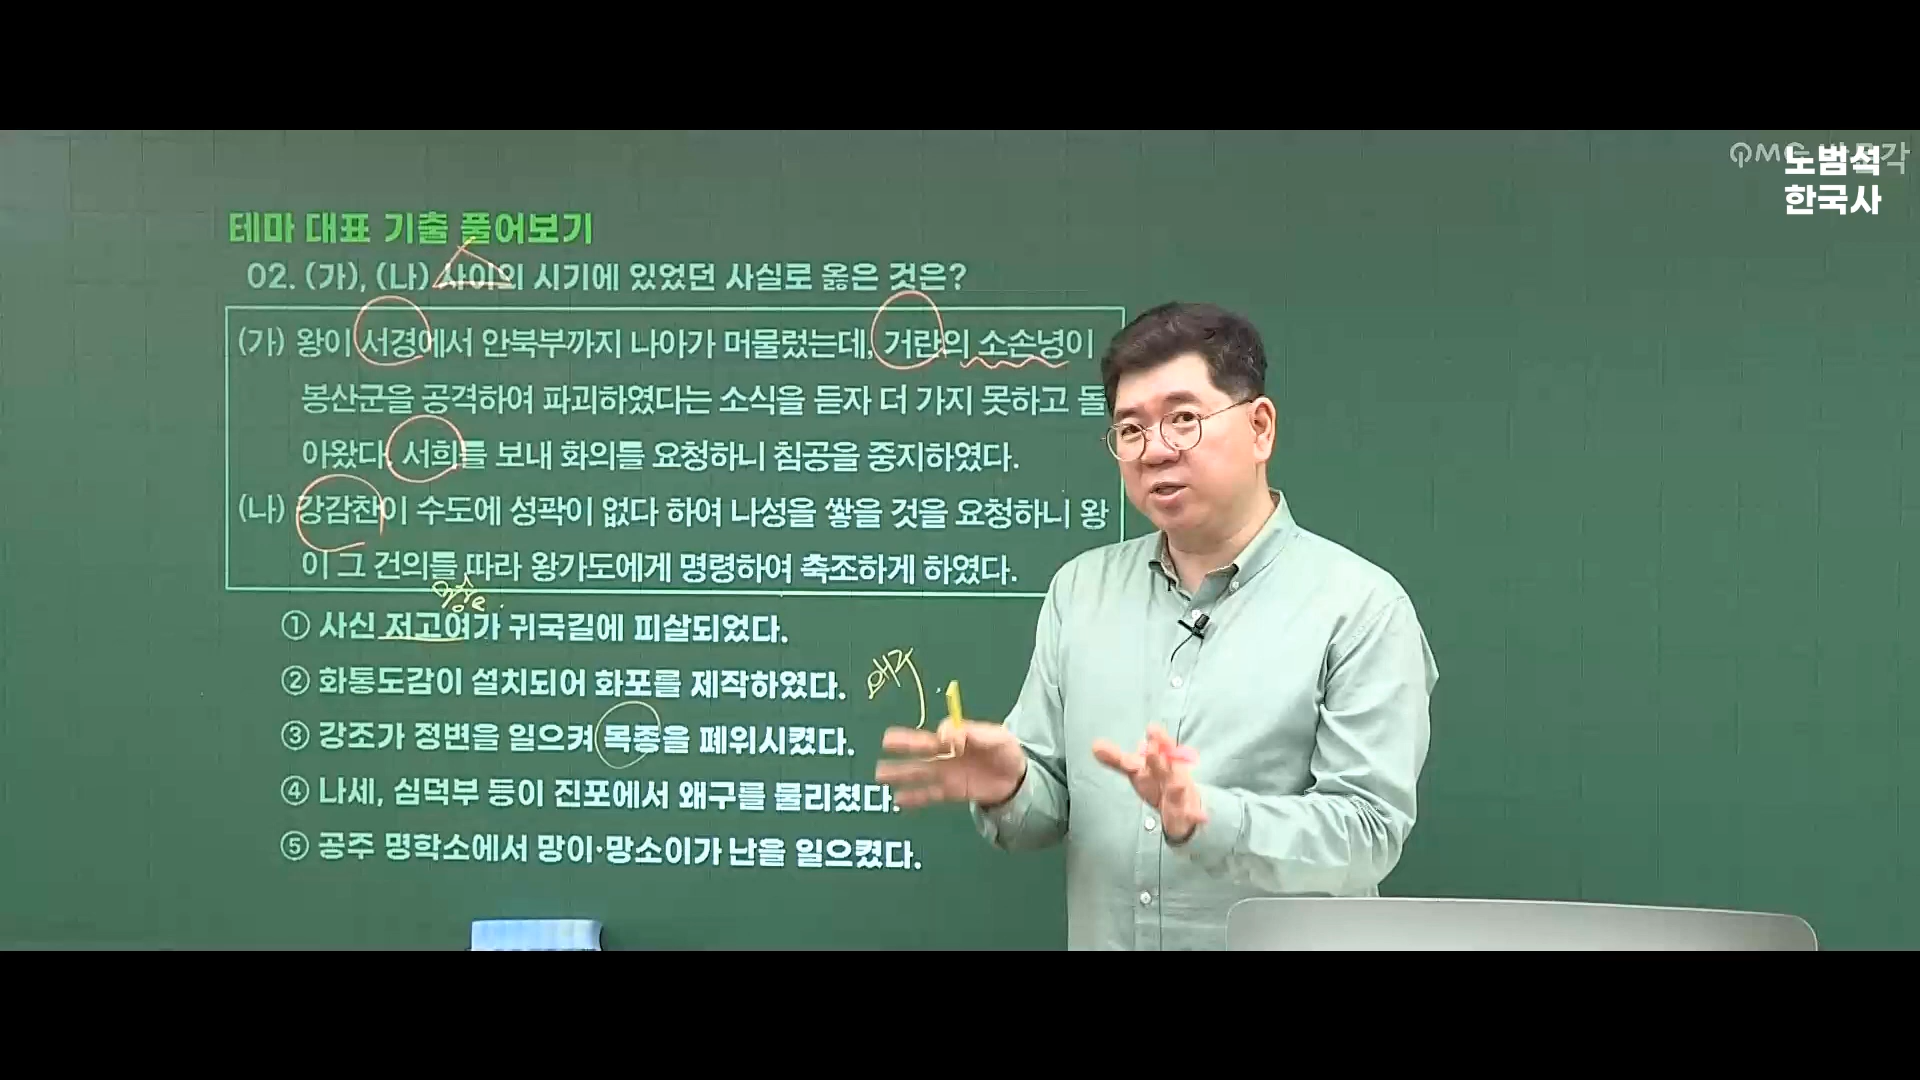 노범석
한국사
테마 대표 기출 풀어보기
02. (가), (나) 사이의 시기에 있었던 사실로 옳은 것은?
(가) 왕이 서경에서 안북부까지 나아가 머물렀는데, 거란의 소손녕이
봉산군을 공격하여 파괴하였다는 소식을 듣자 더 가지 못하고 돌
아왔다. 서희를 보내 화의를 요청하니 침공을 중지하였다.
(나) 강감찬이 수도에 성곽이 없다 하여 나성을 쌓을 것을 요청하니 왕
이 그 건의를 따라 왕가도에게 명령하여 축조하게 하였다.
① 사신 저고여가 귀국길에 피살되었다.
② 화통도감이 설치되어 화포를 제작하였다.
③ 강조가 정변을 일으켜 목종을 폐위시켰다.
④ 나세, 심덕부 등이 진포에서 왜구를 물리쳤다.
⑤ 공주 명학소에서 망이·망소이가 난을 일으켰다.